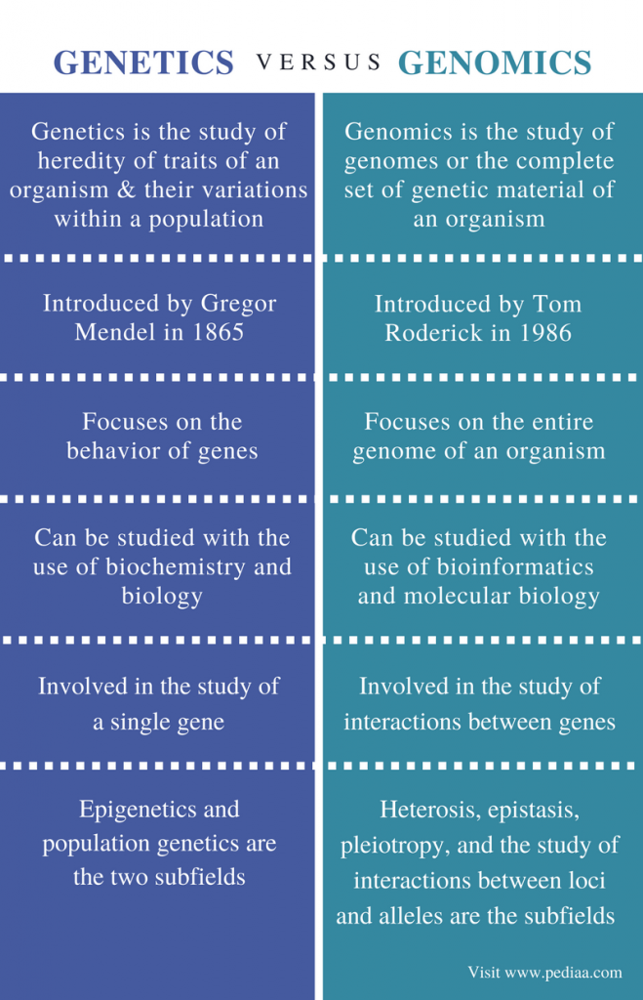 GENETICS VERSUS GENOMICS
Genetics is the study of
heredity of traits of an
organism & their variations
within a population
Genomics is the study of
genomes or the complete
set of genetic material of
an organism
Introduced by Gregor
Mendel in 1865
Introduced by Tom
Roderick in 1986
Focuses on the
behavior of genes
Focuses on the entire
genome of an organism
Can be studied with the
use of biochemistry and
biology
Can be studied with the
use of bioinformatics
and molecular biology
Involved in the study of
a single gene
Involved in the study of
interactions between genes
Epigenetics and
population genetics are
the two subfields
Heterosis, epistasis,
pleiotropy, and the study of
interactions between loci
and alleles are the subfields
Visit www.pediaa.com